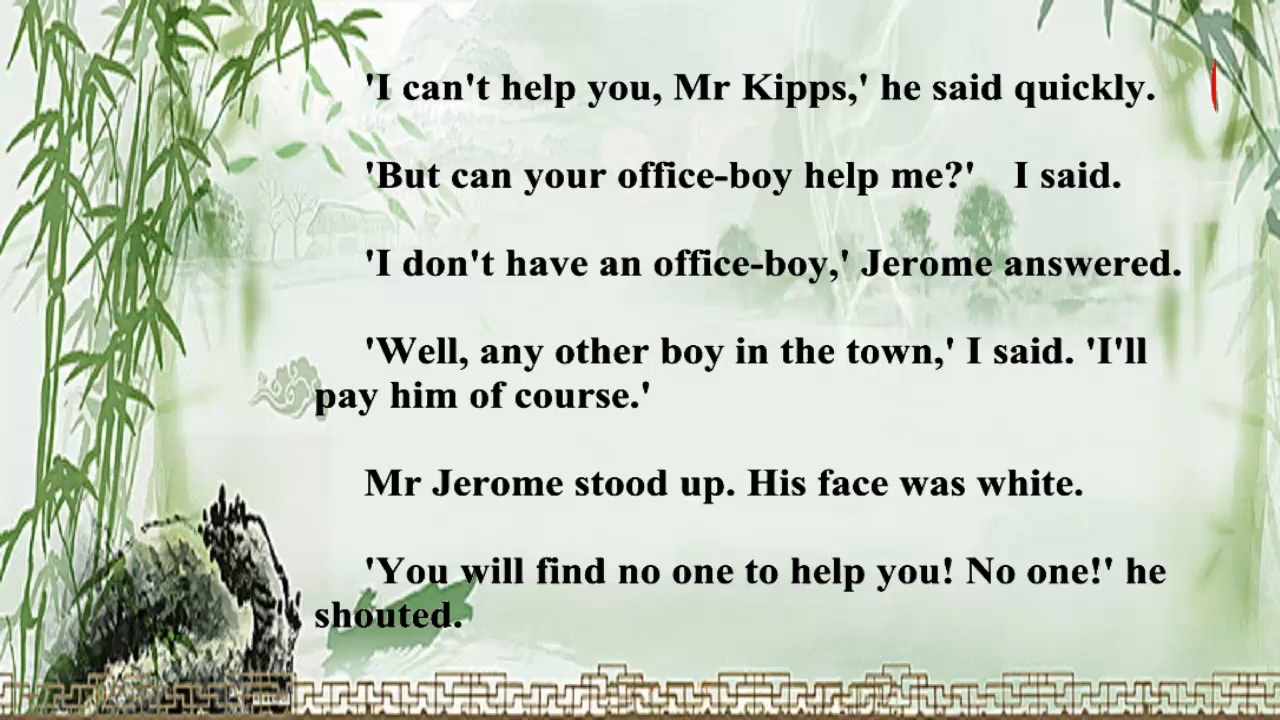 'I can't help you, Mr Kipps,' he said quickly.
'But can your office-boy help me?' I said.
'I don't have an office-boy,' Jerome answered.
'Well, any other boy in the town,' I said. 'I'll
pay him of course.'
Mr Jerome stood up. His face was white.
'You will find no one to help you! No one!' he
shouted.